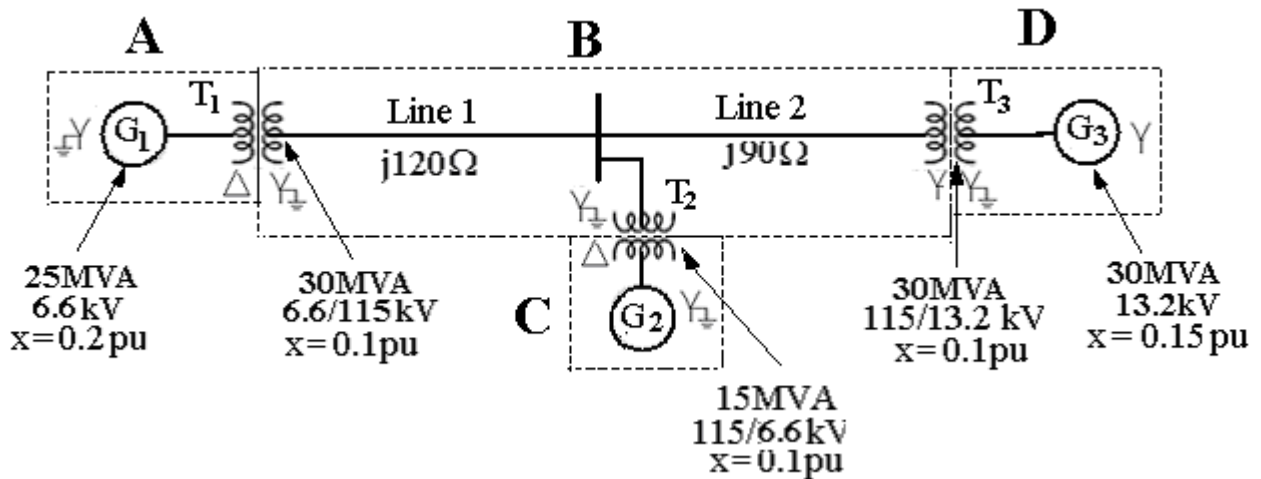 A
B
D
T1
Line 1
Line 2
T3
Y
G1
G3
Y
j120Ω
j90Ω
Δ
Y
Y
T2
Y
Y
Δ
25MVA
6.6kV
x=0.2pu
30MVA
6.6/115kV
x=0.1pu
C
G2
Y
30MVA
115/13.2 kV
x=0.1pu
30MVA
13.2kV
x=0.15pu
15MVA
115/6.6kV
x=0.1pu